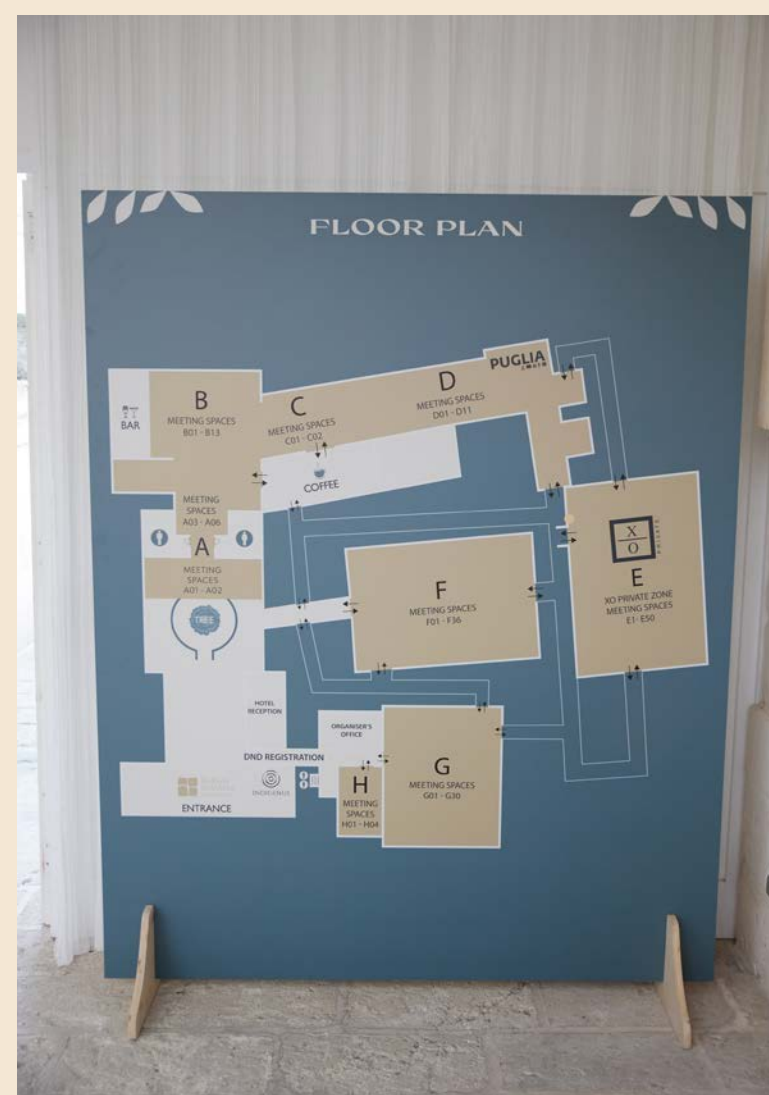 FLOOR PLAN
PUGLIA
B
MEETING SPACES
B01 - B13
BAR
C
MEETING SPACES
C01 - C02
D
MEETING SPACES
D01 - D11
COFFEE
MEETING
SPACES
A03 - A06
A
MEETING
SPACES
A01 - A02
TREE
X
O
PRIVATE
E
XO PRIVATE ZONE
MEETING SPACES
E1- E50
F
MEETING SPACES
F01 - F36
HOTEL
RECEPTION
ORGANISER'S
OFFICE
DND REGISTRATION
ENTRANCE
G
MEETING SPACES
G01 - G30
H
MEETING
SPACES
H01 - H04